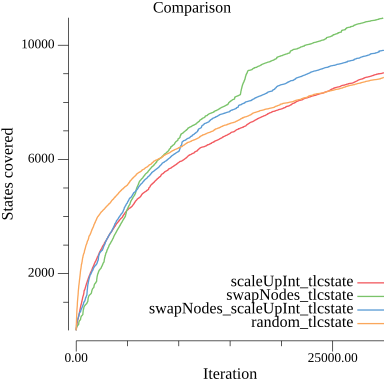 Comparison
10000
6000
2000
States covered
scaleUpInt_tlcstate
swapNodes_tlcstate
swapNodes_scaleUpInt_tlcstate
random_tlcstate
0.00
25000.00
Iteration